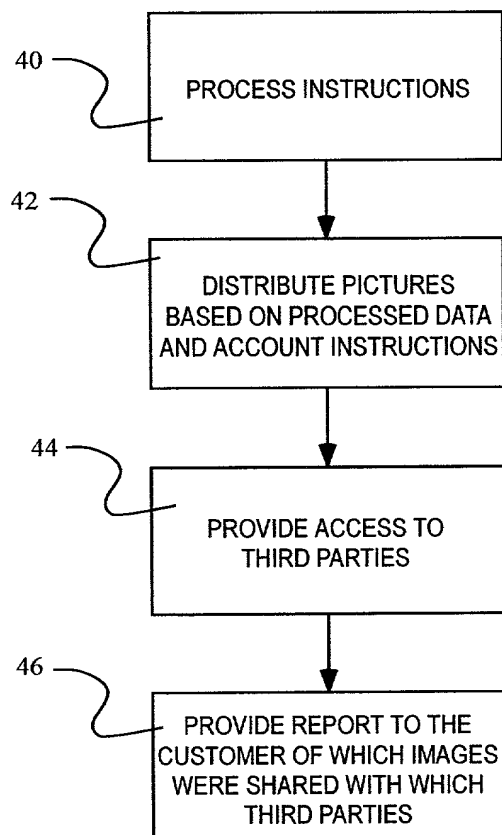 40
PROCESS INSTRUCTIONS
42
DISTRIBUTE PICTURES
BASED ON PROCESSED DATA
AND ACCOUNT INSTRUCTIONS
44
PROVIDE ACCESS TO
THIRD PARTIES
46
PROVIDE REPORT TO THE
CUSTOMER OF WHICH IMAGES
WERE SHARED WITH WHICH
THIRD PARTIES